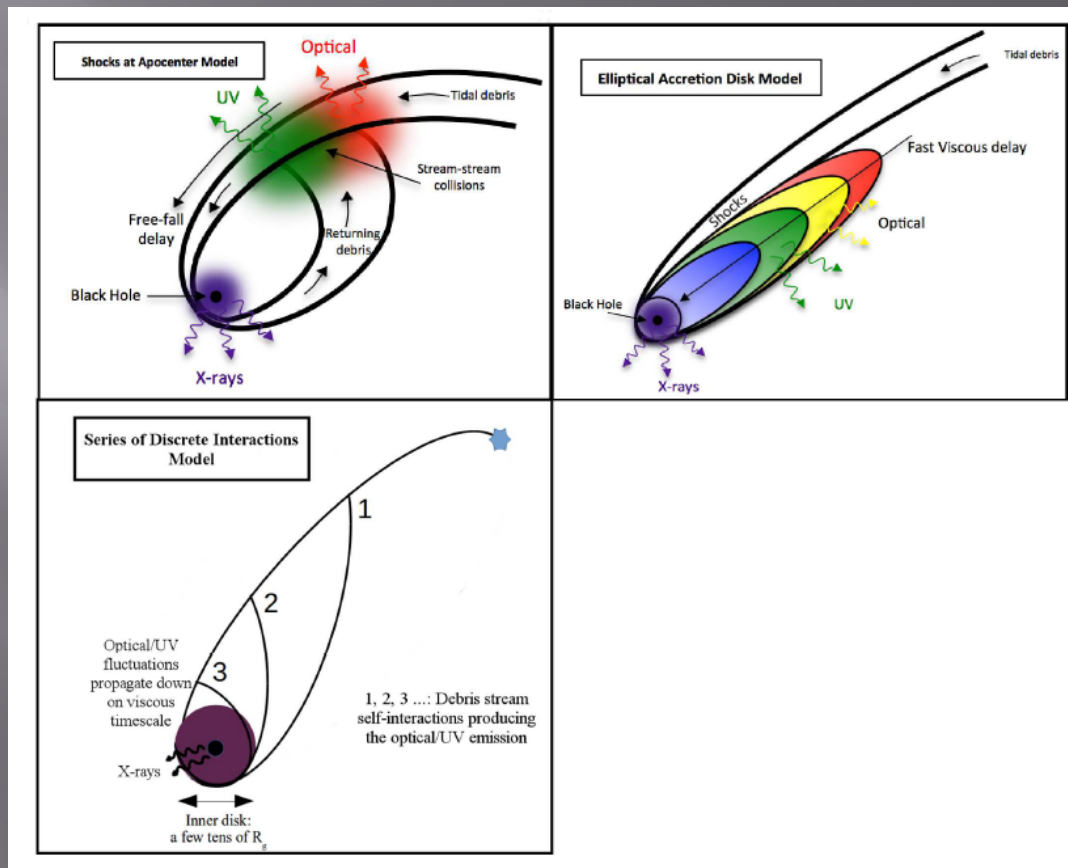 Shocks at Apocenter Model
Optical
UV
Tidal debris
Stream-stream
collisions
Free-fall
delay
Returning
debris
Black Hole
X-rays
Elliptical Accretion Disk Model
Tidal debris
Fast Viscous delay
Shocks
Optical
UV
Black Hole
X-rays
Series of Discrete Interactions
Model
1
2
3
Optical/UV
fluctuations
propagate down
on viscous
timescale
1, 2, 3 ...: Debris stream
self-interactions producing
the optical/UV emission
X-rays
Inner disk:
a few tens of Rg